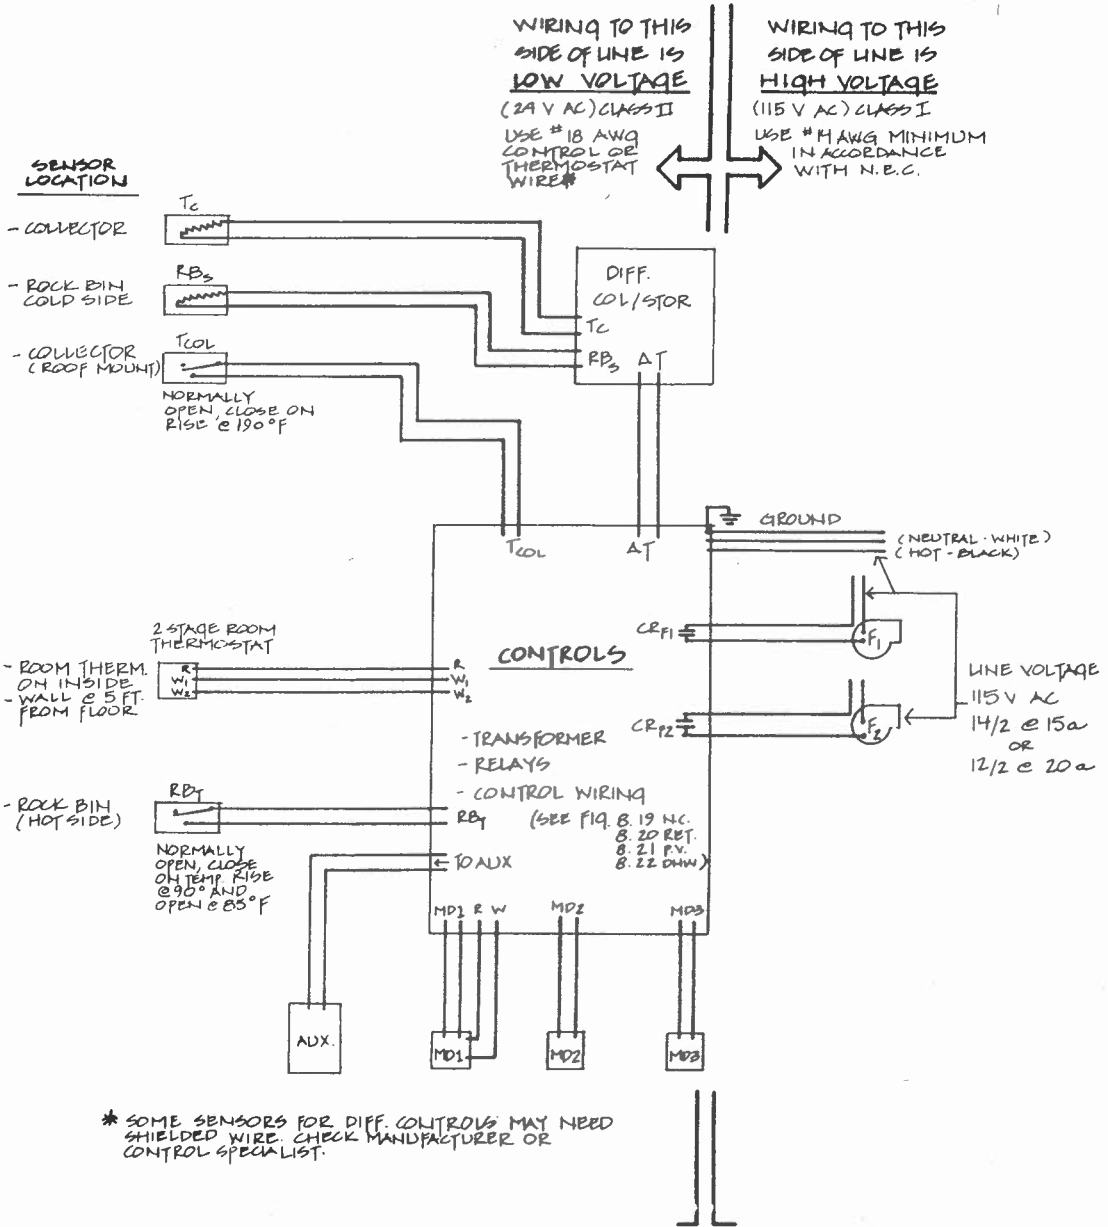 WIRING TO THIS
SIDE OF LINE IS
LOW VOLTAGE
(24 V AC) CLASS II
USE #18 AWG
CONTROL OR
THERMOSTAT
WIRE*
WIRING TO THIS
SIDE OF LINE IS
HIGH VOLTAGE
(115 V AC) CLASS I
USE #14 AWG MINIMUM
IN ACCORDANCE
WITH N.E.C.
SENSOR
LOCATION
- COLLECTOR
Tc
- ROCK BIN
COLD SIDE
RBs
- COLLECTOR
(ROOF MOUNT)
TCOL
NORMALLY
OPEN, CLOSE ON
RISE @ 190°F
DIFF.
COL/STOR
Tc
RBs
ΔT
TCOL
ΔT
GROUND
(NEUTRAL - WHITE)
(HOT - BLACK)
2 STAGE ROOM
THERMOSTAT
- ROOM THERM.
ON INSIDE
- WALL @ 5 FT.
FROM FLOOR
R
W1
W2
R
W1
W2
CONTROLS
- TRANSFORMER
- RELAYS
- CONTROL WIRING
(SEE FIG. 8.19 NC.
8.20 RET.
8.21 P.V.
8.22 DHW)
CRF1
F1
CRF2
F2
LINE VOLTAGE
115 V AC
14/2 @ 15a
OR
12/2 @ 20a
- ROCK BIN
(HOT SIDE)
RBT
NORMALLY
OPEN, CLOSE
ON TEMP. RISE
@ 90° AND
OPEN @ 85°F
RBT
TO AUX
MD1 R W
MD2
MD3
AUX.
MD1
MD2
MD3
* SOME SENSORS FOR DIFF. CONTROLS MAY NEED
SHIELDED WIRE. CHECK MANUFACTURER OR
CONTROL SPECIALIST.